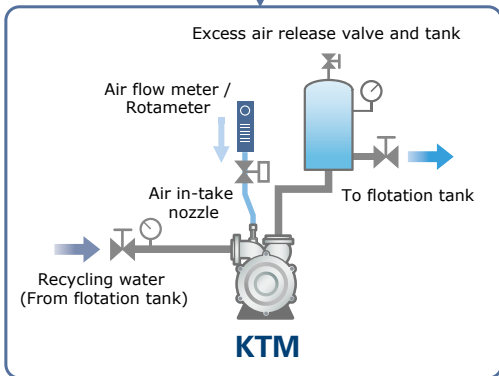 Excess air release valve and tank
Air flow meter /
Rotameter
Air in-take
nozzle
To flotation tank
Recycling water
(From flotation tank)
KTM